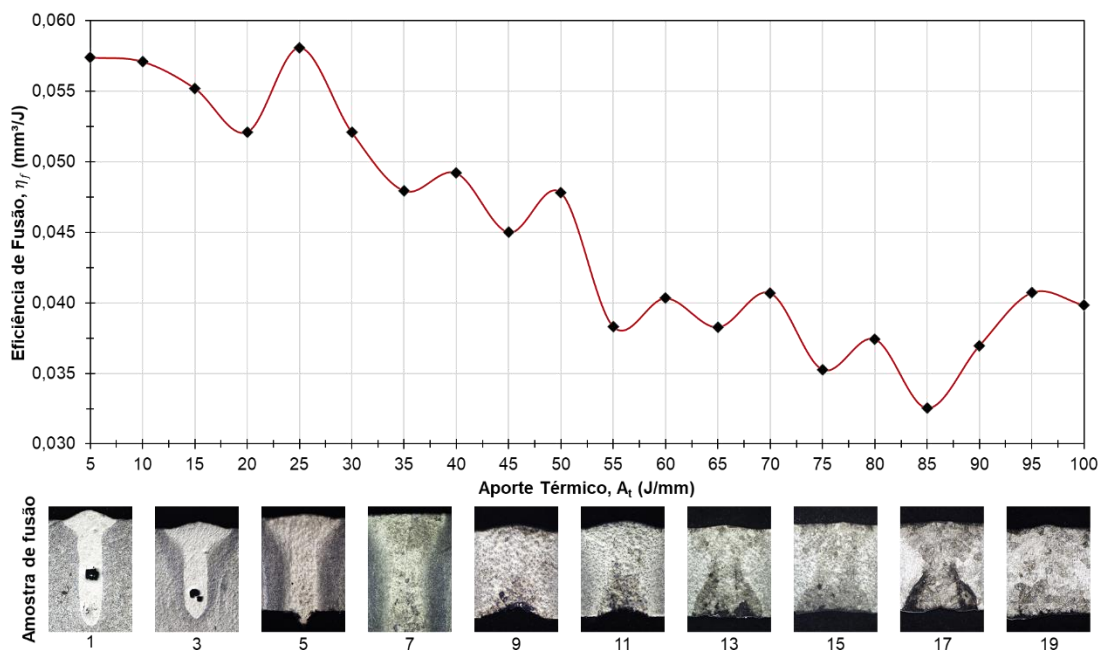 0,060
0,055
0,050
0,045
0,040
0,035
0,030
Eficiência de Fusão, η_f (mm³/J)
5 10 15 20 25 30 35 40 45 50 55 60 65 70 75 80 85 90 95 100
Aporte Térmico, A_t (J/mm)
Amostra de fusão
1 3 5 7 9 11 13 15 17 19